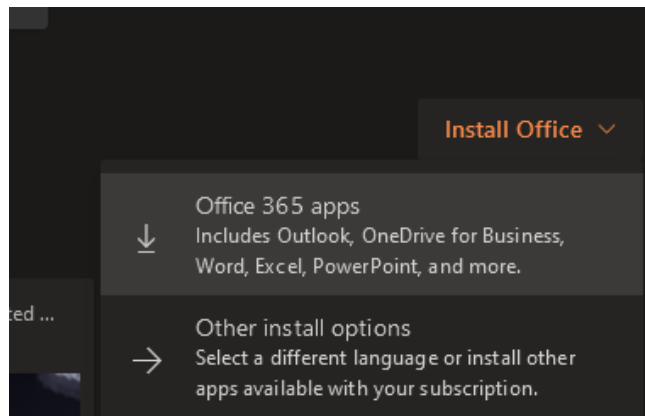 Install Office
Office 365 apps
Includes Outlook, OneDrive for Business,
Word, Excel, PowerPoint, and more.
ted ...
Other install options
Select a different language or install other
apps available with your subscription.